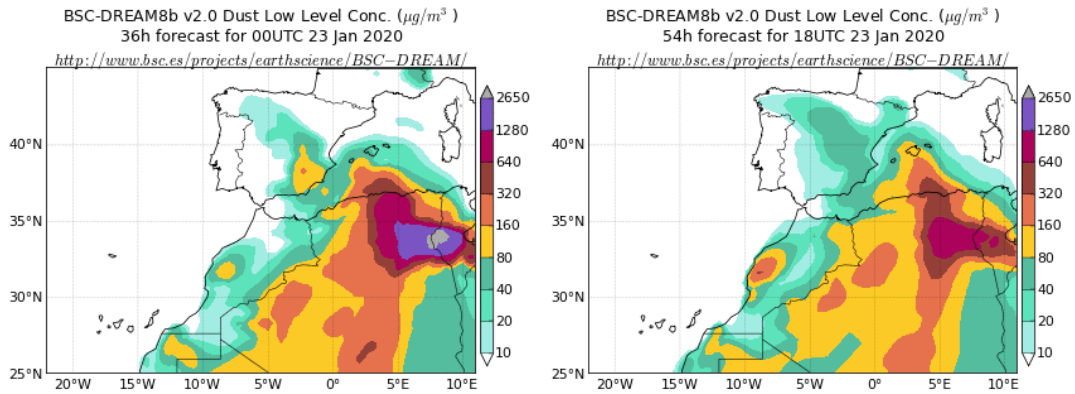 BSC-DREAM8b v2.0 Dust Low Level Conc. (μg/m³ )
36h forecast for 00UTC 23 Jan 2020
http://www.bsc.es/projects/earthscience/BSC−DREAM/
40°N
35°N
30°N
25°N
20°W
15°W
10°W
5°W
0°
5°E
10°E
2650
1280
640
320
160
80
40
20
10
BSC-DREAM8b v2.0 Dust Low Level Conc. (μg/m³ )
54h forecast for 18UTC 23 Jan 2020
http://www.bsc.es/projects/earthscience/BSC−DREAM/
40°N
35°N
30°N
25°N
20°W
15°W
10°W
5°W
0°
5°E
10°E
2650
1280
640
320
160
80
40
20
10